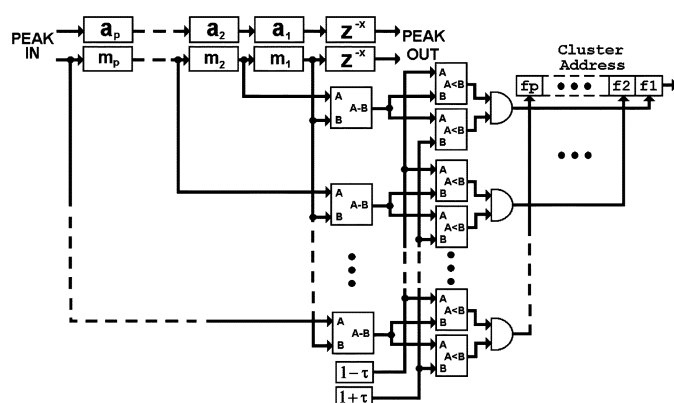 PEAK IN
a_p a_2 a_1 z^-x
m_p m_2 m_1 z^-x
PEAK OUT
Cluster Address
fp f2 f1
A B A-B
A B A<B
A B A<B
A B A-B
A B A<B
A B A<B
A B A-B
A B A<B
A B A<B
1−τ
1+τ